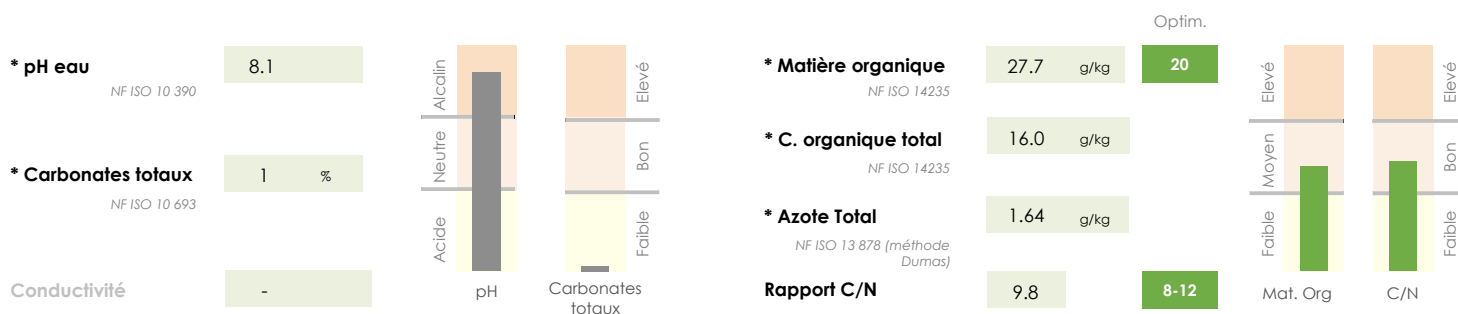 Optim.
* pH eau 8.1
NF ISO 10 390
* Carbonates totaux 1 %
NF ISO 10 693
Conductivité -
Alcalin
Neutre
Acide
Elevé
Bon
Faible
pH
Carbonates
totaux
* Matière organique 27.7 g/kg 20
NF ISO 14235
* C. organique total 16.0 g/kg
NF ISO 14235
* Azote Total 1.64 g/kg
NF ISO 13 878 (méthode
Dumas)
Rapport C/N 9.8 8-12
Elevé
Moyen
Faible
Elevé
Bon
Faible
Mat. Org
C/N